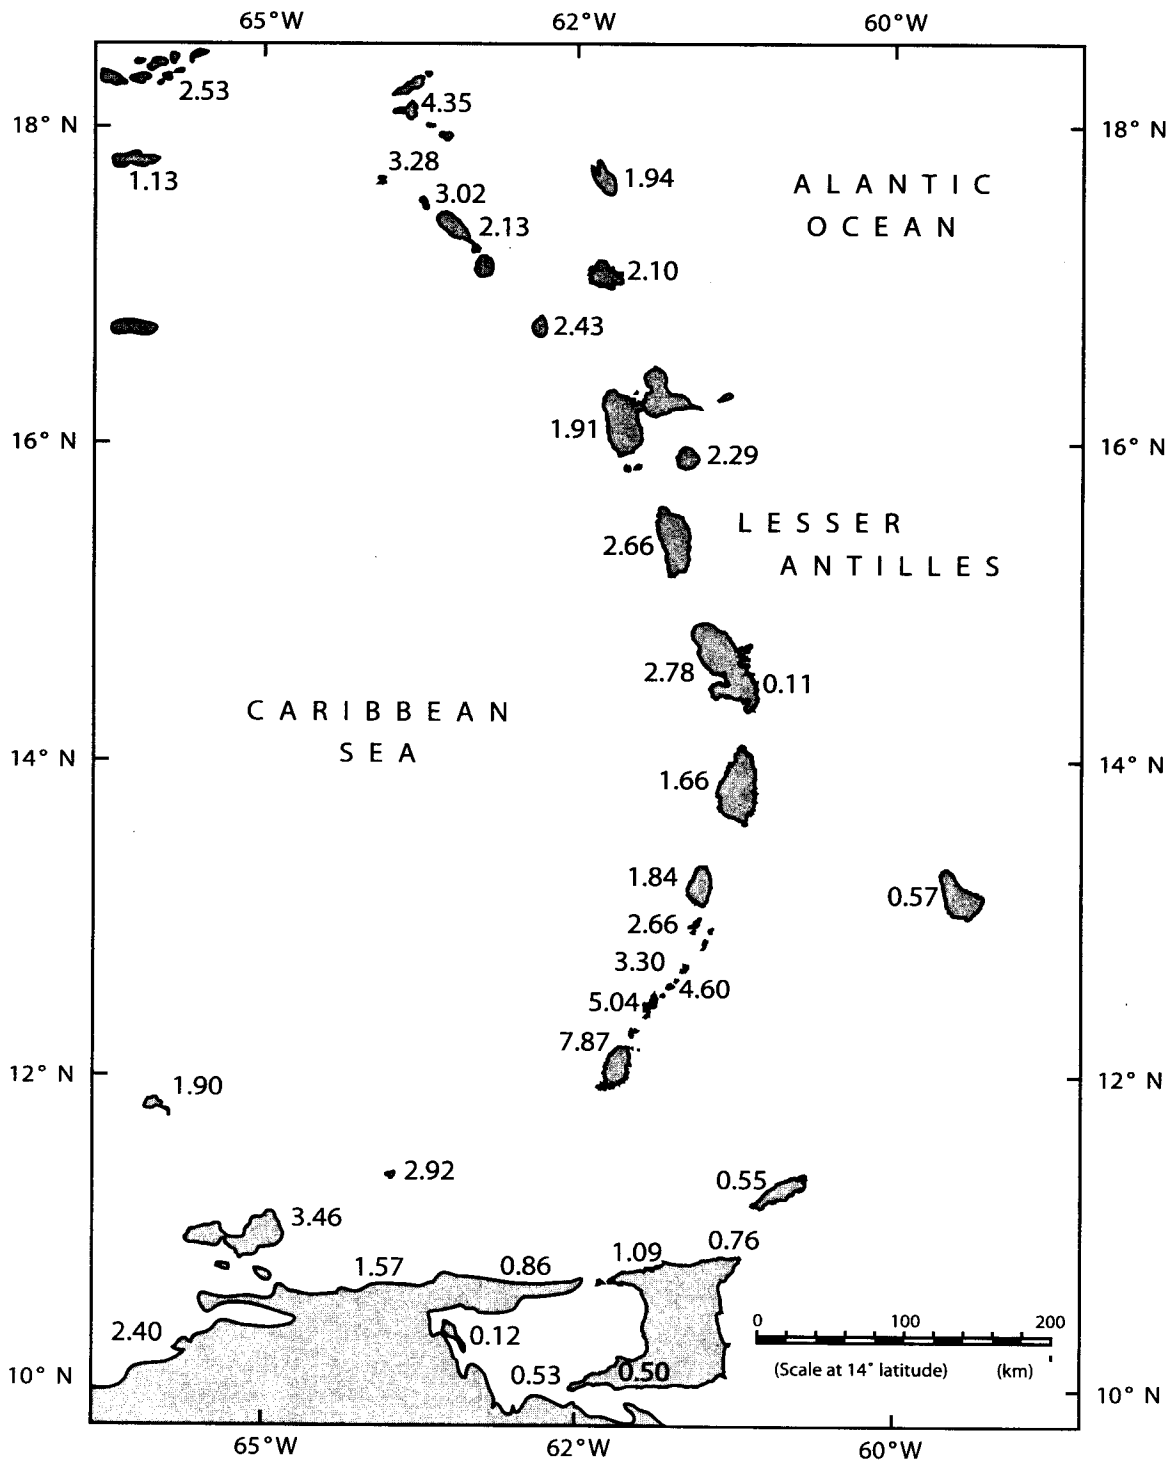 65°W 62°W 60°W
2.53
4.35
18° N
18° N
3.28
1.13
3.02
1.94
ALANTIC
OCEAN
2.13
2.10
2.43
1.91
16° N
16° N
2.29
LESSER
ANTILLES
2.66
2.78
0.11
CARIBBEAN
SEA
14° N
14° N
1.66
1.84
0.57
2.66
3.30
4.60
5.04
7.87
12° N
12° N
1.90
2.92
0.55
3.46
0.76
1.09
1.57
0.86
0 100 200
2.40
0.12
(Scale at 14° latitude) (km)
0.53
0.50
10° N
10° N
65°W 62°W 60°W